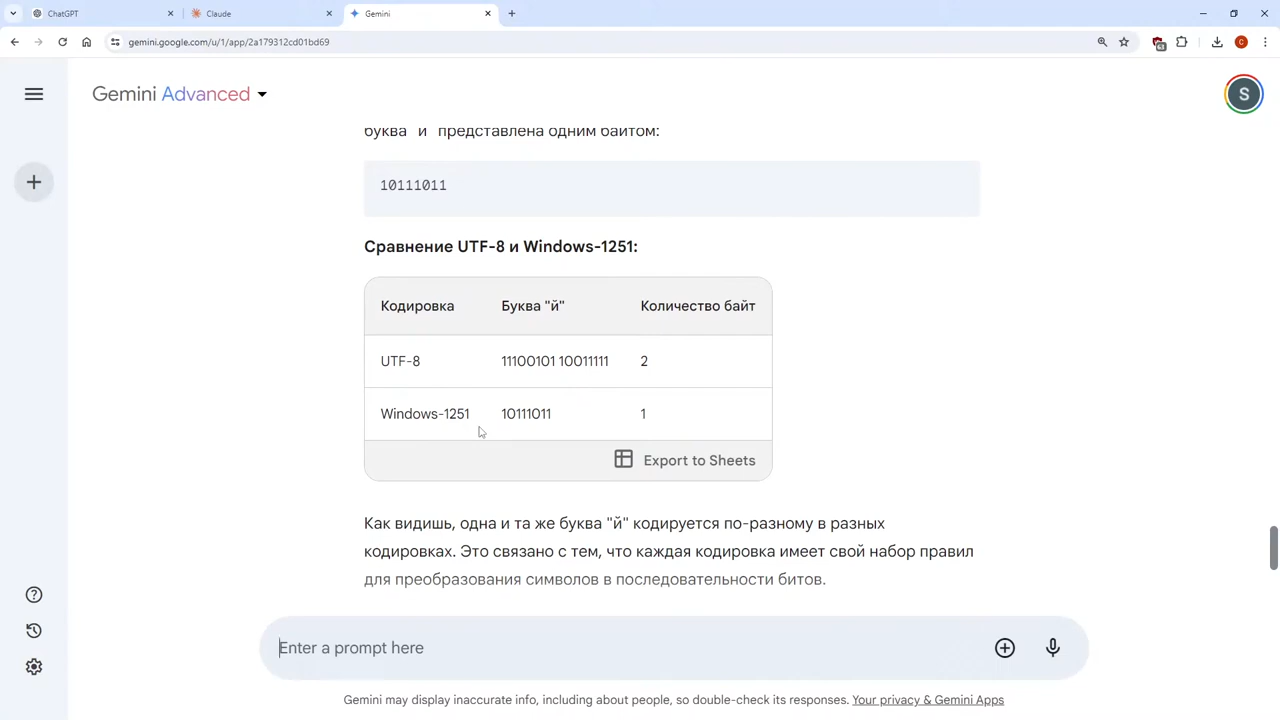 ChatGPT
Claude
Gemini
gemini.google.com/u/1/app/2a179312cd01bd69
Gemini Advanced
S
буква и представлена одним байтом:
10111011
Сравнение UTF-8 и Windows-1251:
Кодировка Буква "й" Количество байт
UTF-8 11100101 10011111 2
Windows-1251 10111011 1
Export to Sheets
Как видишь, одна и та же буква "й" кодируется по-разному в разных
кодировках. Это связано с тем, что каждая кодировка имеет свой набор правил
для преобразования символов в последовательности битов.
Enter a prompt here
Gemini may display inaccurate info, including about people, so double-check its responses. Your privacy & Gemini Apps